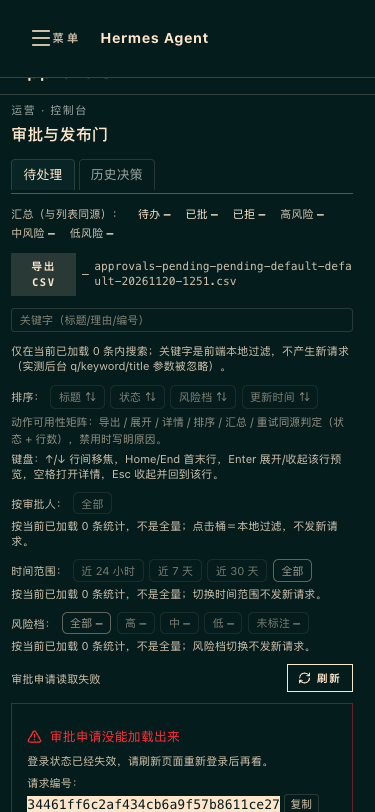 菜单 Hermes Agent
运营 · 控制台
审批与发布门
待处理 历史决策
汇总（与列表同源）： 待办 — 已批 — 已拒 — 高风险 —
中风险 — 低风险 —
导出 CSV — approvals-pending-pending-default-defa
ult-20261120-1251.csv
关键字（标题/理由/编号）
仅在当前已加载 0 条内搜索；关键字是前端本地过滤，不产生新请求
（实测后台 q/keyword/title 参数被忽略）。
排序： 标题 ⇅ 状态 ⇅ 风险档 ⇅ 更新时间 ⇅
动作可用性矩阵：导出 / 展开 / 详情 / 排序 / 汇总 / 重试同源判定（状
态 + 行数），禁用时写明原因。
键盘：↑/↓ 行间移焦，Home/End 首末行，Enter 展开/收起该行预
览，空格打开详情，Esc 收起并回到该行。
按审批人： 全部
按当前已加载 0 条统计，不是全量；点击桶＝本地过滤，不发新请
求。
时间范围： 近 24 小时 近 7 天 近 30 天 全部
按当前已加载 0 条统计，不是全量；切换时间范围不发新请求。
风险档： 全部 — 高 — 中 — 低 — 未标注 —
按当前已加载 0 条统计，不是全量；风险档切换不发新请求。
审批申请读取失败 刷新
审批申请没能加载出来
登录状态已经失效，请刷新页面重新登录后再看。
请求编号：
34461ff6c2af434cb6a9f57b8611ce27 复制